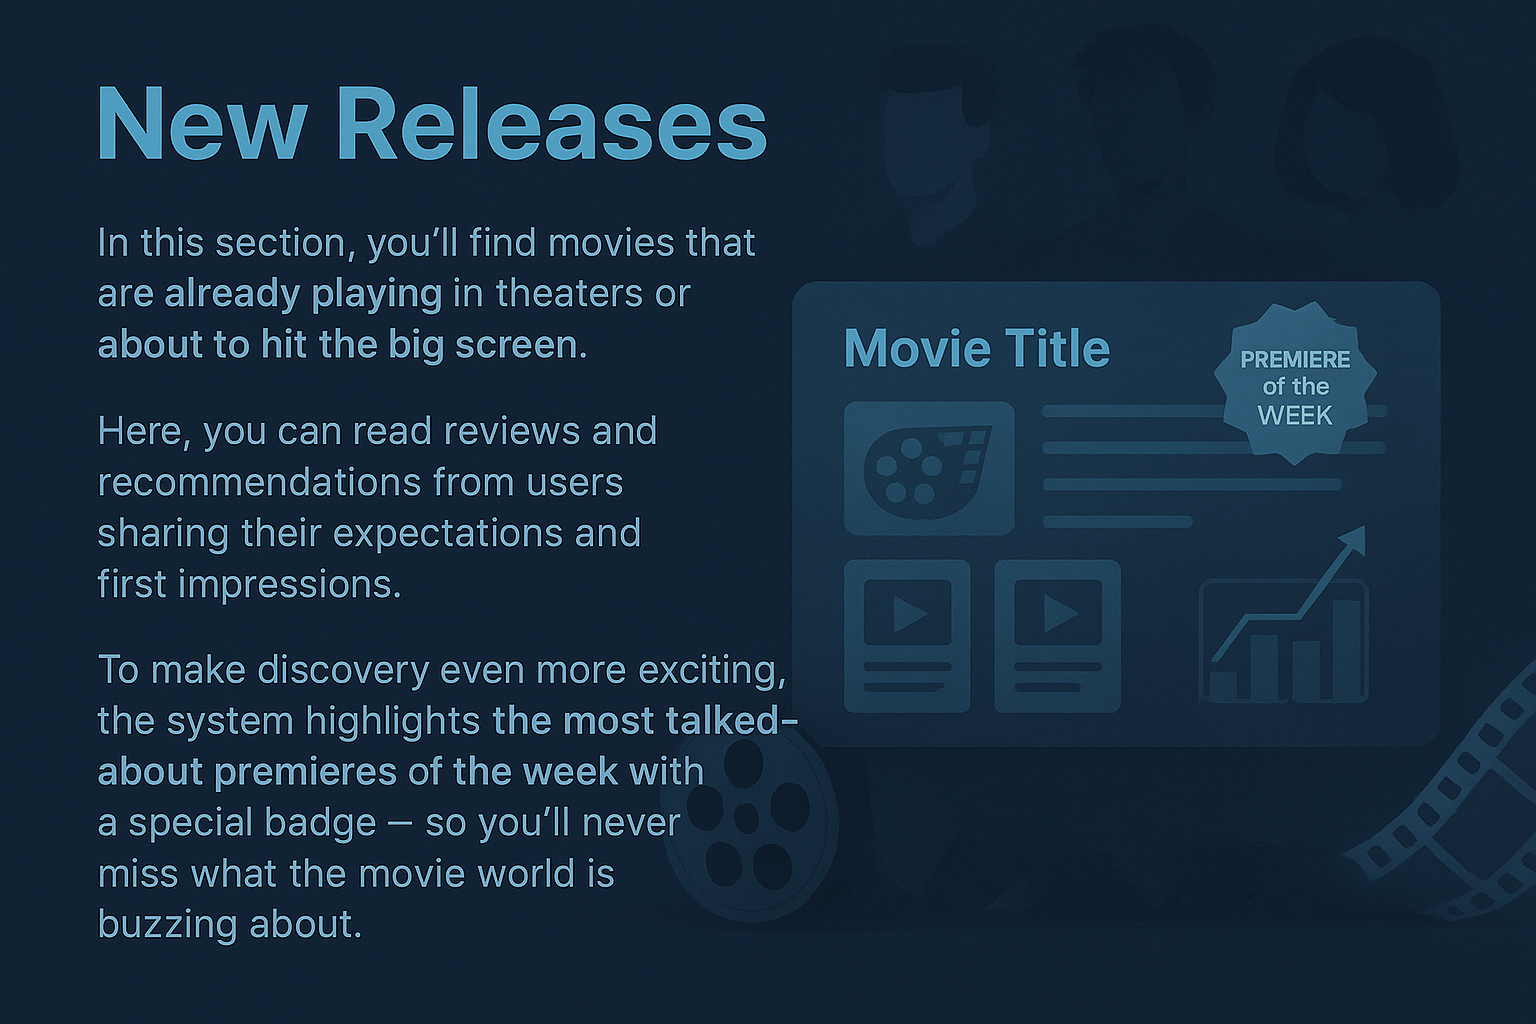 New Releases
In this section, you’ll find movies that
are already playing in theaters or
about to hit the big screen.
Here, you can read reviews and
recommendations from users
sharing their expectations and
first impressions.
To make discovery even more exciting,
the system highlights the most talked-
about premieres of the week with
a special badge – so you’ll never
miss what the movie world is
buzzing about.
Movie Title
PREMIERE
of the
WEEK